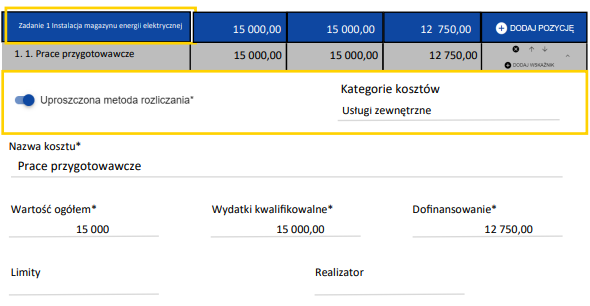 Zadanie 1 Instalacja magazynu energii elektrycznej 15 000,00 15 000,00 12 750,00 DODAJ POZYCJĘ
1. 1. Prace przygotowawcze 15 000,00 15 000,00 12 750,00
DODAJ WSKAŹNIK
Uproszczona metoda rozliczania*
Kategorie kosztów
Usługi zewnętrzne
Nazwa kosztu*
Prace przygotowawcze
Wartość ogółem* Wydatki kwalifikowalne* Dofinansowanie*
15 000 15 000,00 12 750,00
Limity Realizator